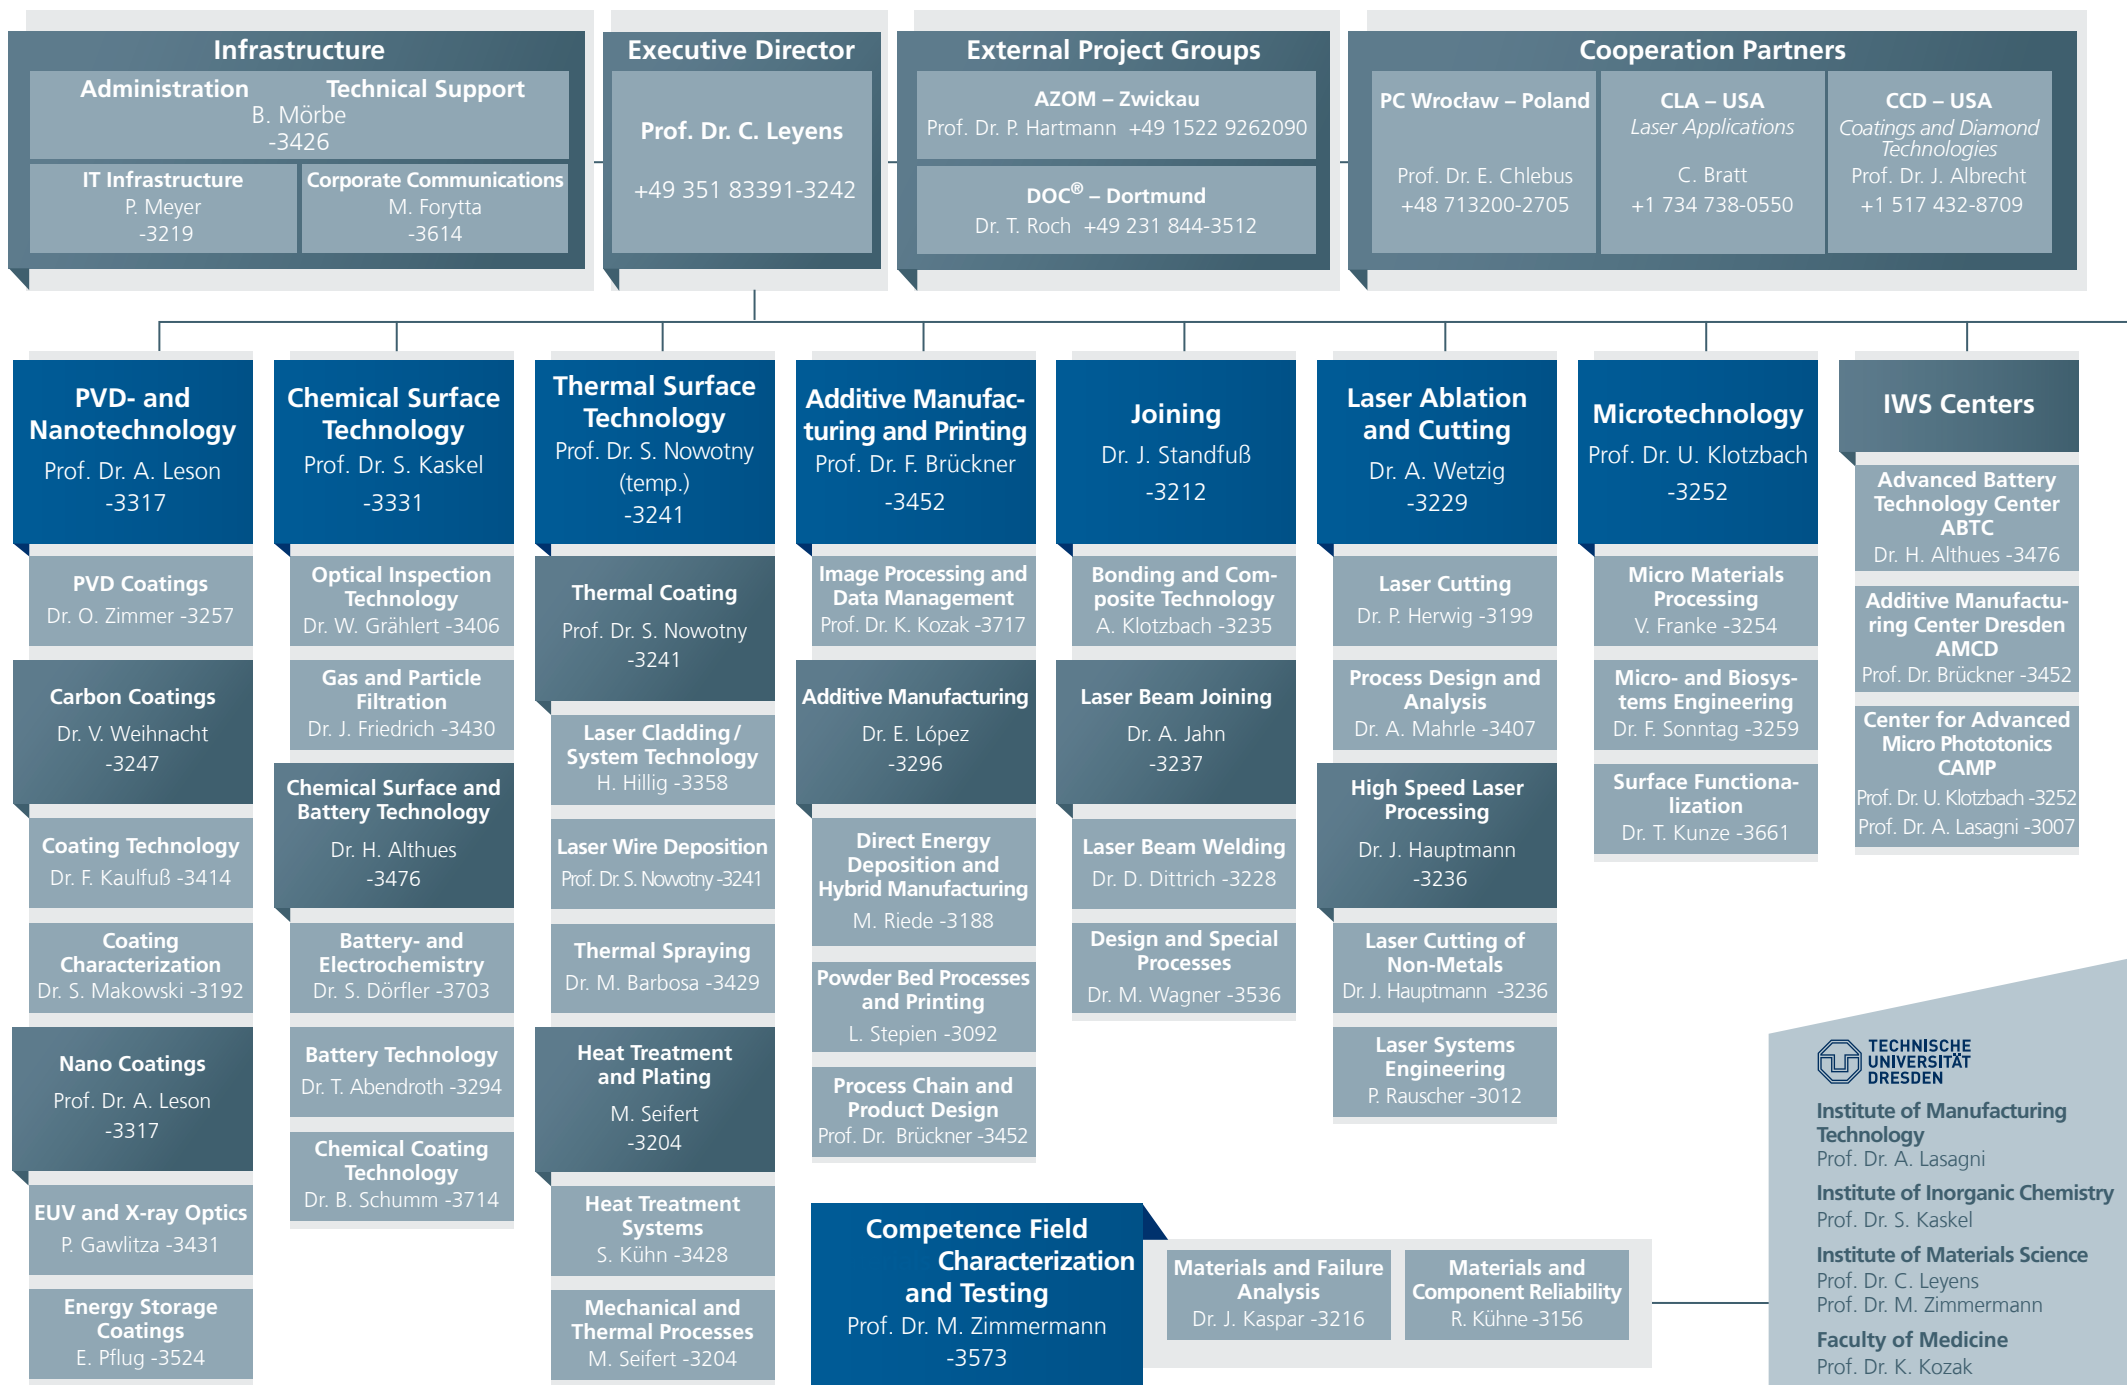 Infrastructure
Administration
Technical Support
B. Mörbe
-3426
IT Infrastructure
P. Meyer
-3219
Corporate Communications
M. Forytta
-3614
Executive Director
Prof. Dr. C. Leyens
+49 351 83391-3242
External Project Groups
AZOM – Zwickau
Prof. Dr. P. Hartmann +49 1522 9262090
DOC® – Dortmund
Dr. T. Roch +49 231 844-3512
Cooperation Partners
PC Wrocław – Poland
Prof. Dr. E. Chlebus
+48 713200-2705
CLA – USA
Laser Applications
C. Bratt
+1 734 738-0550
CCD – USA
Coatings and Diamond
Technologies
Prof. Dr. J. Albrecht
+1 517 432-8709
PVD- and
Nanotechnology
Prof. Dr. A. Leson
-3317
PVD Coatings
Dr. O. Zimmer -3257
Carbon Coatings
Dr. V. Weihnacht
-3247
Coating Technology
Dr. F. Kaulfuß -3414
Coating
Characterization
Dr. S. Makowski -3192
Nano Coatings
Prof. Dr. A. Leson
-3317
EUV and X-ray Optics
P. Gawlitza -3431
Energy Storage
Coatings
E. Pflug -3524
Chemical Surface
Technology
Prof. Dr. S. Kaskel
-3331
Optical Inspection
Technology
Dr. W. Grählert -3406
Gas and Particle
Filtration
Dr. J. Friedrich -3430
Chemical Surface and
Battery Technology
Dr. H. Althues
-3476
Battery- and
Electrochemistry
Dr. S. Dörfler -3703
Battery Technology
Dr. T. Abendroth -3294
Chemical Coating
Technology
Dr. B. Schumm -3714
Thermal Surface
Technology
Prof. Dr. S. Nowotny
(temp.)
-3241
Thermal Coating
Prof. Dr. S. Nowotny
-3241
Laser Cladding /
System Technology
H. Hillig -3358
Laser Wire Deposition
Prof. Dr. S. Nowotny -3241
Thermal Spraying
Dr. M. Barbosa -3429
Heat Treatment
and Plating
M. Seifert
-3204
Heat Treatment
Systems
S. Kühn -3428
Mechanical and
Thermal Processes
M. Seifert -3204
Additive Manufac-
turing and Printing
Prof. Dr. F. Brückner
-3452
Image Processing and
Data Management
Prof. Dr. K. Kozak -3717
Additive Manufacturing
Dr. E. López
-3296
Direct Energy
Deposition and
Hybrid Manufacturing
M. Riede -3188
Powder Bed Processes
and Printing
L. Stepien -3092
Process Chain and
Product Design
Prof. Dr. Brückner -3452
Joining
Dr. J. Standfuß
-3212
Bonding and Com-
posite Technology
A. Klotzbach -3235
Laser Beam Joining
Dr. A. Jahn
-3237
Laser Beam Welding
Dr. D. Dittrich -3228
Design and Special
Processes
Dr. M. Wagner -3536
Laser Ablation
and Cutting
Dr. A. Wetzig
-3229
Laser Cutting
Dr. P. Herwig -3199
Process Design and
Analysis
Dr. A. Mahrle -3407
High Speed Laser
Processing
Dr. J. Hauptmann
-3236
Laser Cutting of
Non-Metals
Dr. J. Hauptmann -3236
Laser Systems
Engineering
P. Rauscher -3012
Microtechnology
Prof. Dr. U. Klotzbach
-3252
Micro Materials
Processing
V. Franke -3254
Micro- and Biosys-
tems Engineering
Dr. F. Sonntag -3259
Surface Functiona-
lization
Dr. T. Kunze -3661
IWS Centers
Advanced Battery
Technology Center
ABTC
Dr. H. Althues -3476
Additive Manufactu-
ring Center Dresden
AMCD
Prof. Dr. Brückner -3452
Center for Advanced
Micro Phototonics
CAMP
Prof. Dr. U. Klotzbach -3252
Prof. Dr. A. Lasagni -3007
Competence Field
Characterization
and Testing
Prof. Dr. M. Zimmermann
-3573
Materials and Failure
Analysis
Dr. J. Kaspar -3216
Materials and
Component Reliability
R. Kühne -3156
TECHNISCHE
UNIVERSITÄT
DRESDEN
Institute of Manufacturing
Technology
Prof. Dr. A. Lasagni
Institute of Inorganic Chemistry
Prof. Dr. S. Kaskel
Institute of Materials Science
Prof. Dr. C. Leyens
Prof. Dr. M. Zimmermann
Faculty of Medicine
Prof. Dr. K. Kozak